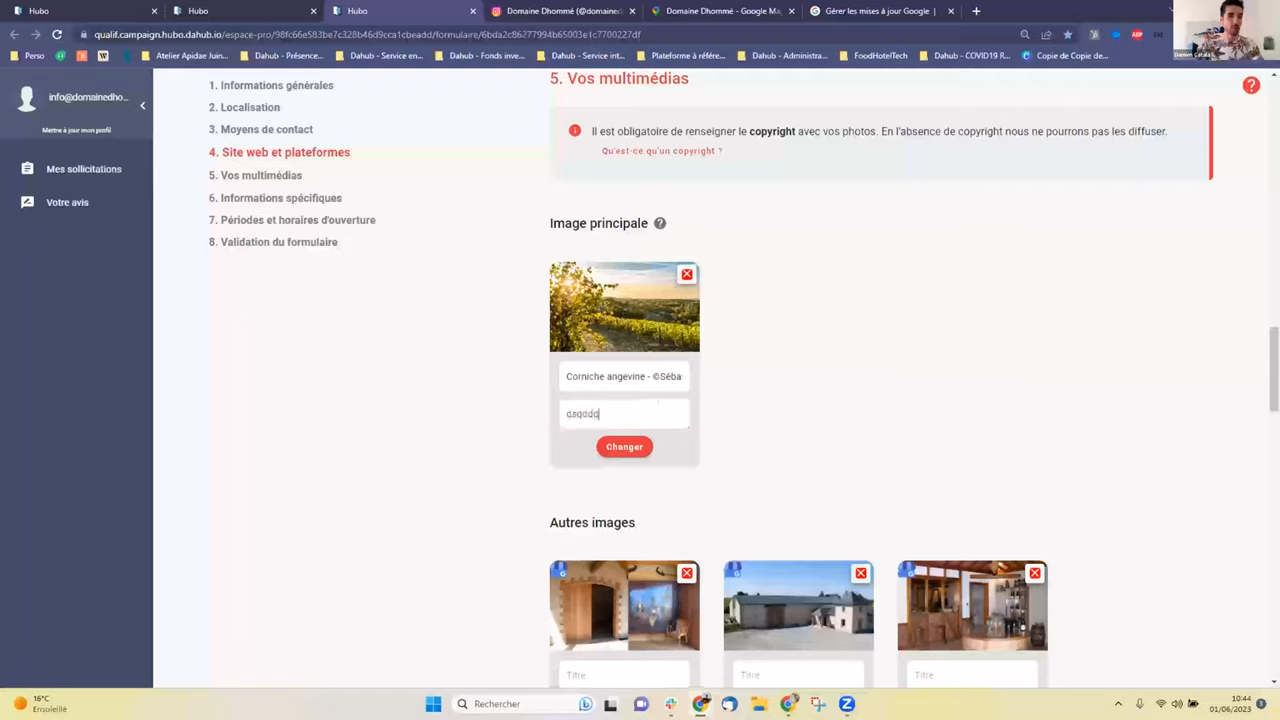 Hubo
Hubo
Hubo
Domaine Dhommé (@domained
Domaine Dhommé - Google Ma
Gérer les mises à jour Google |
qualif.campaign.hubo.dahub.io/espace-pro/98fc66e583be7c328b46d9cca1cbeadd/formulaire/6bda2c86277994b65003e1c7700227df
Perso
Atelier Apidae Juin...
Dahub - Présence...
Dahub - Service en...
Dahub - Fonds inve...
Dahub - Service int...
Plateforme à référe...
Dahub - Administra...
FoodHotelTech
Dahub - COVID19 R...
Copie de Copie de...
info@domainedho...
Mettre à jour mon profil
Mes sollicitations
Votre avis
1. Informations générales
2. Localisation
3. Moyens de contact
4. Site web et plateformes
5. Vos multimédias
6. Informations spécifiques
7. Périodes et horaires d'ouverture
8. Validation du formulaire
5. Vos multimédias
Il est obligatoire de renseigner le copyright avec vos photos. En l'absence de copyright nous ne pourrons pas les diffuser.
Qu'est-ce qu'un copyright ?
Image principale
Corniche angevine - ©Séba
Changer
Autres images
Titre
Titre
Titre
16°C
Ensoleillé
Rechercher
10:44
01/06/2023